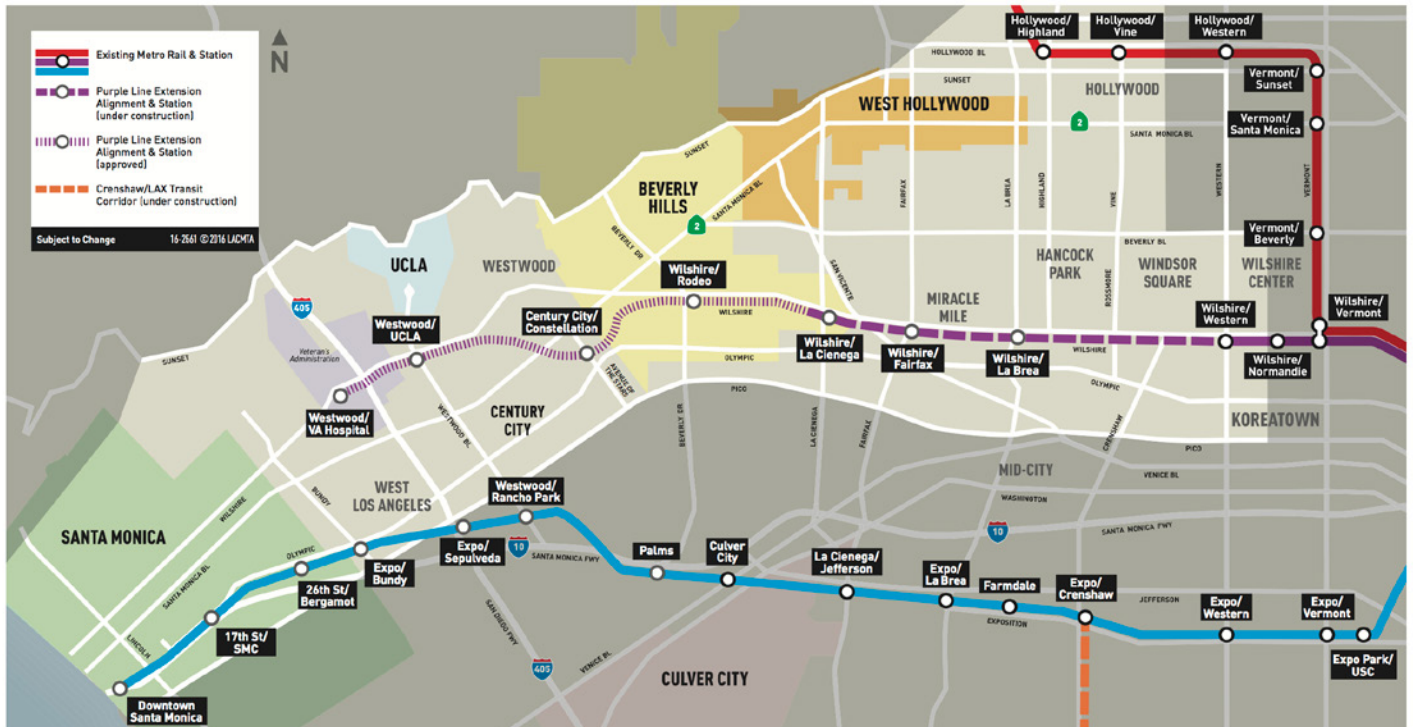 Existing Metro Rail & Station
Purple Line Extension
Alignment & Station
(under construction)
Purple Line Extension
Alignment & Station
(approved)
Crenshaw/LAX Transit
Corridor (under construction)
Subject to Change
16-2661 © 2016 LACMTA
N
Hollywood/
Highland
Hollywood/
Vine
Hollywood/
Western
HOLLYWOOD BL
SUNSET
Vermont/
Sunset
HOLLYWOOD
WEST HOLLYWOOD
2
SANTA MONICA BL
Vermont/
Santa Monica
SUNSET
FAIRFAX
LA BREA
HIGHLAND
VINE
WESTERN
VERMONT
BEVERLY
HILLS
SANTA MONICA BL
2
BEVERLY DR
BEVERLY BL
Vermont/
Beverly
UCLA
WESTWOOD
SAN VICENTE
HANCOCK
PARK
ROSSMORE
WINDSOR
SQUARE
WILSHIRE
CENTER
Wilshire/
Rodeo
MIRACLE
MILE
405
Century City/
Constellation
WILSHIRE
Wilshire/
Western
Wilshire/
Vermont
Westwood/
UCLA
Veteran's
Administration
Wilshire/
La Cienega
Wilshire/
Fairfax
Wilshire/
La Brea
WILSHIRE
Wilshire/
Normandie
SUNSET
OLYMPIC
AVENUE OF
THE STARS
PICO
OLYMPIC
Westwood/
VA Hospital
CENTURY
CITY
WESTWOOD BL
BEVERLY DR
LA CIENEGA
FAIRFAX
CRENSHAW
KOREATOWN
PICO
MID-CITY
VENICE BL
WASHINGTON
WILSHIRE
BUNDY
WEST
LOS ANGELES
Westwood/
Rancho Park
10
SANTA MONICA FWY
SANTA MONICA
OLYMPIC
Expo/
Sepulveda
10
SANTA MONICA FWY
Palms
Culver
City
La Cienega/
Jefferson
Expo/
La Brea
Farmdale
Expo/
Crenshaw
Expo/
Bundy
26th St/
Bergamot
SANTA MONICA BL
JEFFERSON
EXPOSITION
Expo/
Western
Expo/
Vermont
17th St/
SMC
LINCOLN
SAN DIEGO FWY
VENICE BL
405
CULVER CITY
Expo Park/
USC
Downtown
Santa Monica